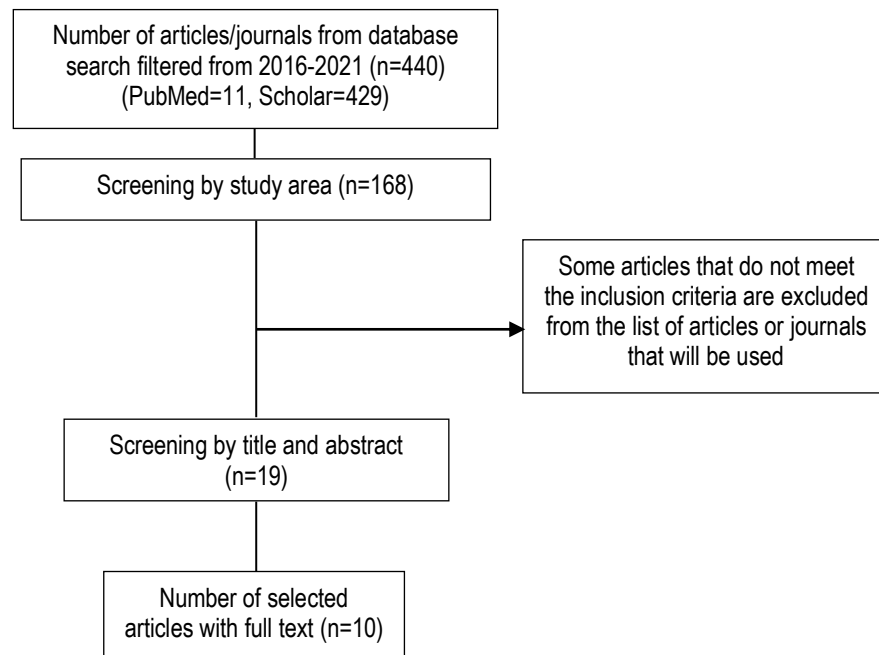 Number of articles/journals from database
search filtered from 2016-2021 (n=440)
(PubMed=11, Scholar=429)
Screening by study area (n=168)
Some articles that do not meet
the inclusion criteria are excluded
from the list of articles or journals
that will be used
Screening by title and abstract
(n=19)
Number of selected
articles with full text (n=10)